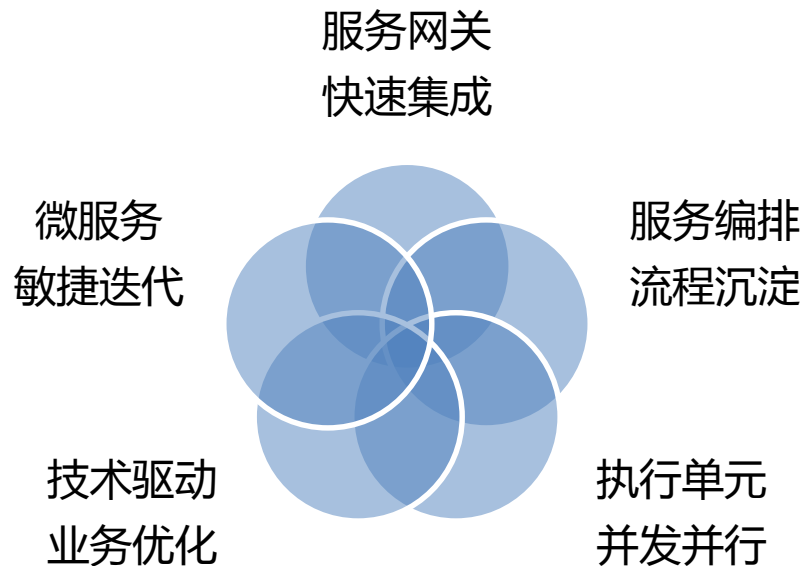 服务网关
快速集成
微服务
敏捷迭代
服务编排
流程沉淀
技术驱动
业务优化
执行单元
并发并行